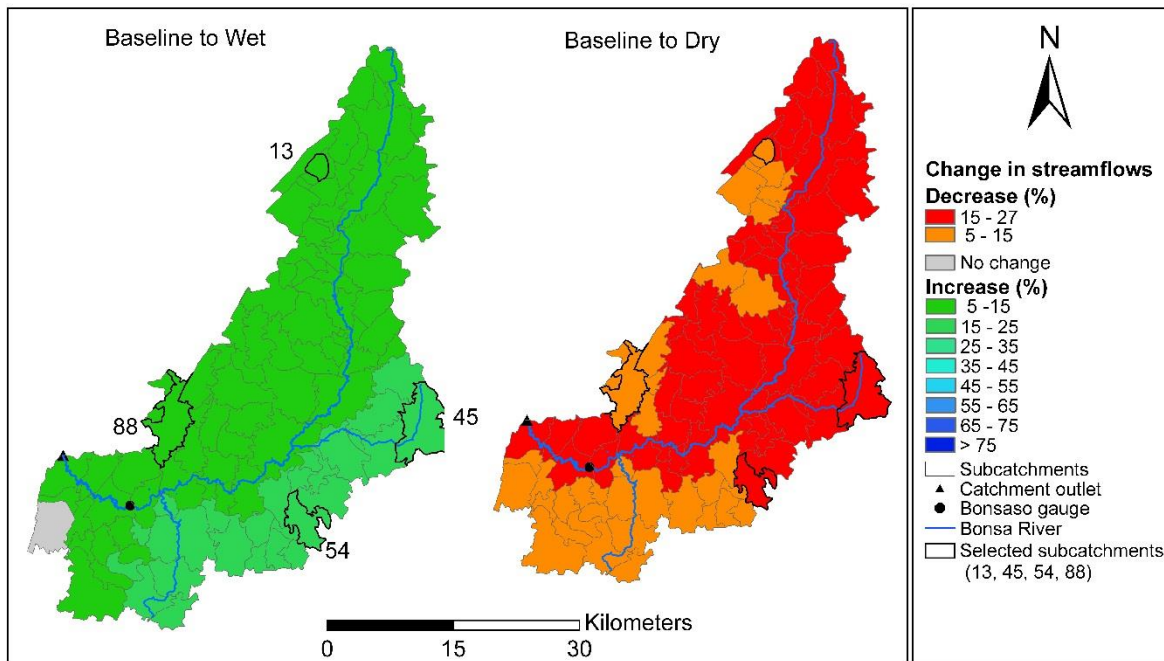 Baseline to Wet
Baseline to Dry
13
88
45
54
Kilometers
0 15 30
N
Change in streamflows
Decrease (%)
15 - 27
5 - 15
No change
Increase (%)
5 -15
15 - 25
25 - 35
35 - 45
45 - 55
55 - 65
65 - 75
> 75
Subcatchments
Catchment outlet
Bonsaso gauge
Bonsa River
Selected subcatchments
(13, 45, 54, 88)